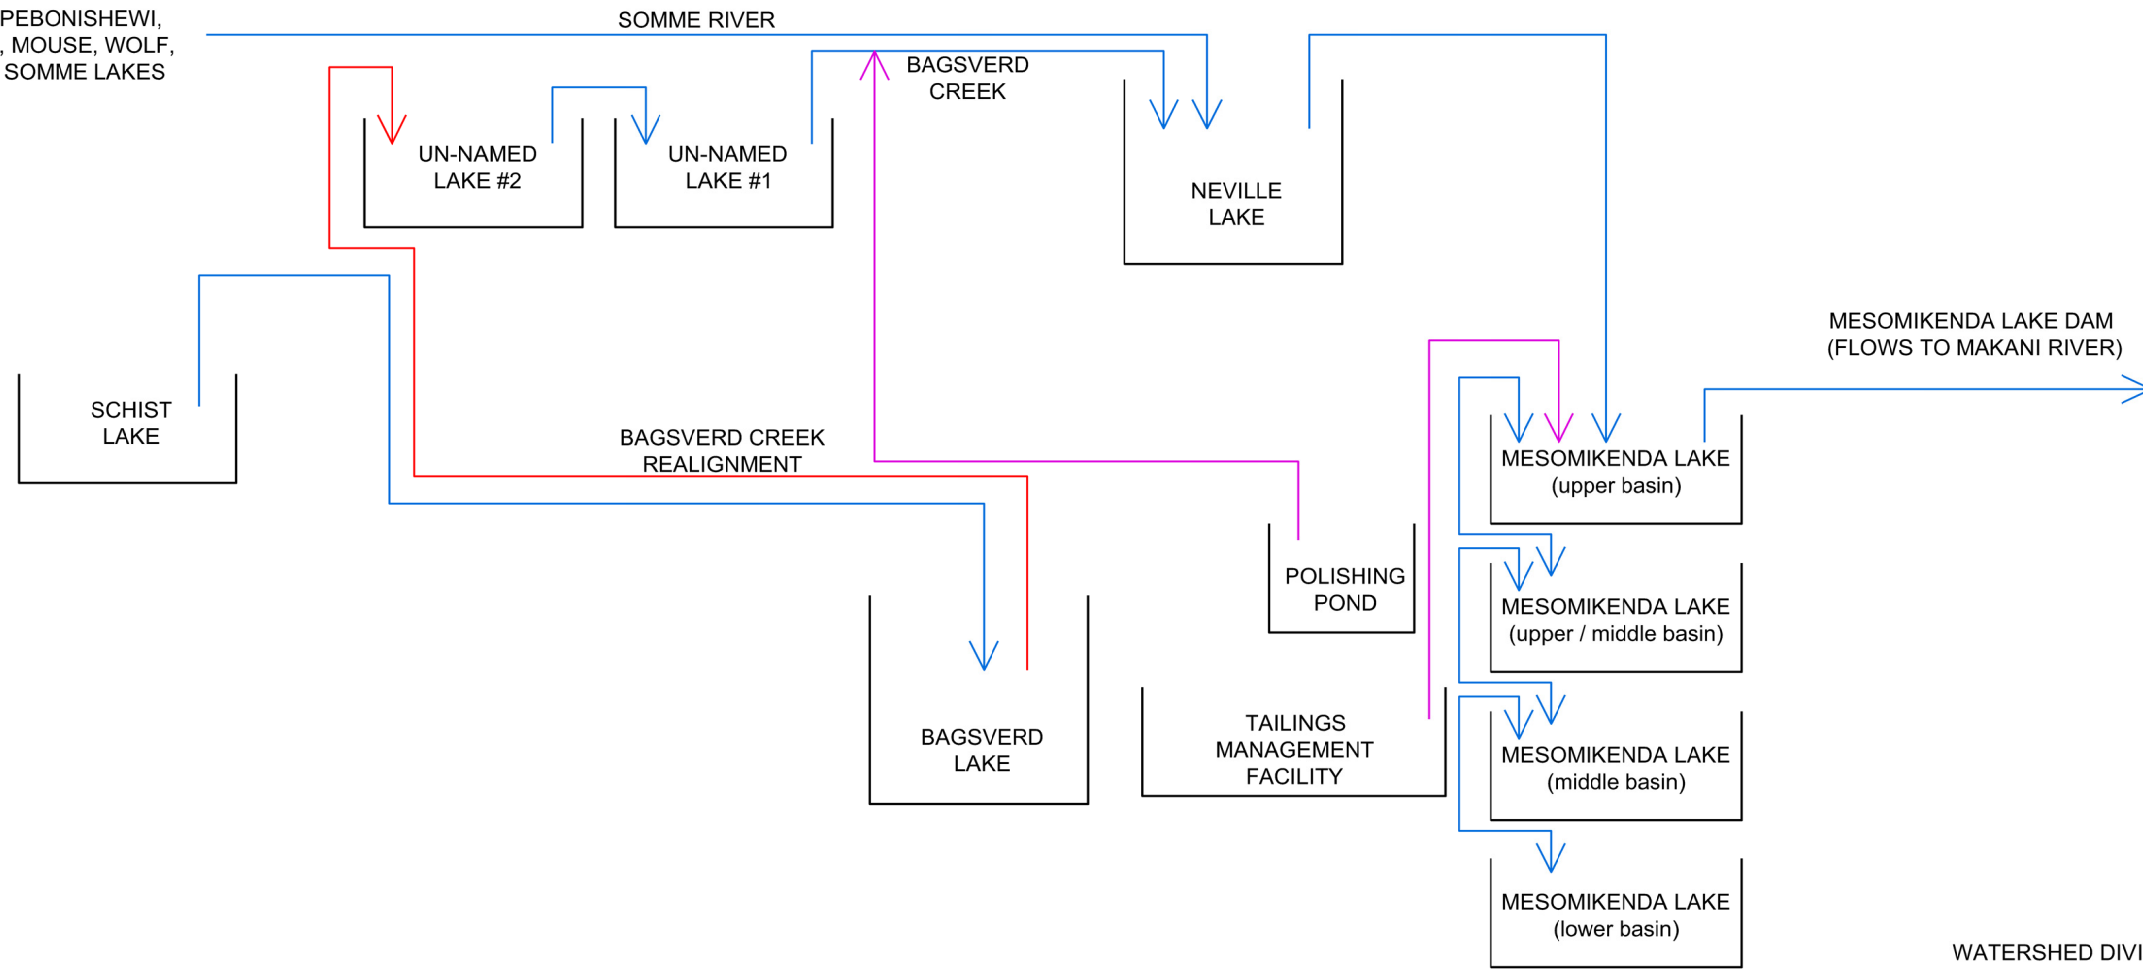 PEBONISHEWI,
, MOUSE, WOLF,
SOMME LAKES
SOMME RIVER
BAGSVERD
CREEK
UN-NAMED
LAKE #2
UN-NAMED
LAKE #1
NEVILLE
LAKE
MESOMIKENDA LAKE DAM
(FLOWS TO MAKANI RIVER)
SCHIST
LAKE
BAGSVERD CREEK
REALIGNMENT
MESOMIKENDA LAKE
(upper basin)
POLISHING
POND
MESOMIKENDA LAKE
(upper / middle basin)
BAGSVERD
LAKE
TAILINGS
MANAGEMENT
FACILITY
MESOMIKENDA LAKE
(middle basin)
MESOMIKENDA LAKE
(lower basin)
WATERSHED DIVI